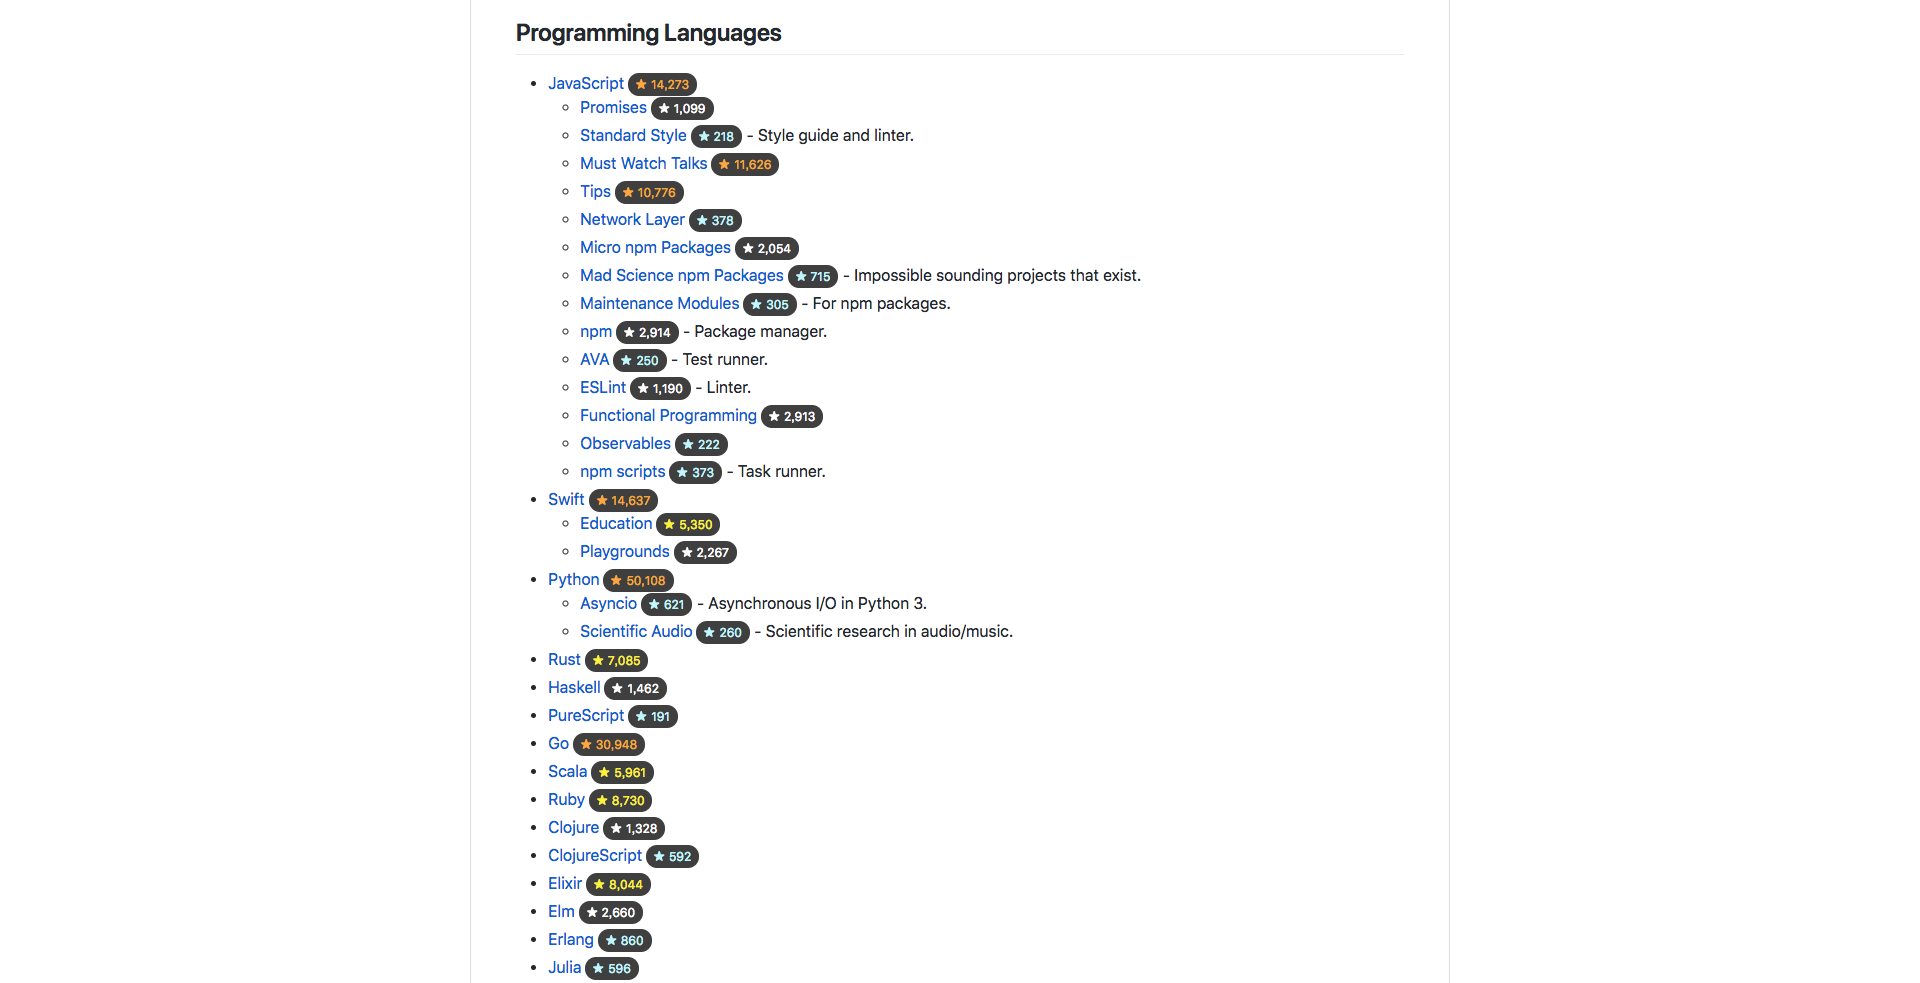 Programming Languages
JavaScript ★ 14,273
Promises ★ 1,099
Standard Style ★ 218 - Style guide and linter.
Must Watch Talks ★ 11,626
Tips ★ 10,776
Network Layer ★ 378
Micro npm Packages ★ 2,054
Mad Science npm Packages ★ 715 - Impossible sounding projects that exist.
Maintenance Modules ★ 305 - For npm packages.
npm ★ 2,914 - Package manager.
AVA ★ 250 - Test runner.
ESLint ★ 1,190 - Linter.
Functional Programming ★ 2,913
Observables ★ 222
npm scripts ★ 373 - Task runner.
Swift ★ 14,637
Education ★ 5,350
Playgrounds ★ 2,267
Python ★ 50,108
Asyncio ★ 621 - Asynchronous I/O in Python 3.
Scientific Audio ★ 260 - Scientific research in audio/music.
Rust ★ 7,085
Haskell ★ 1,462
PureScript ★ 191
Go ★ 30,948
Scala ★ 5,961
Ruby ★ 8,730
Clojure ★ 1,328
ClojureScript ★ 592
Elixir ★ 8,044
Elm ★ 2,660
Erlang ★ 860
Julia ★ 596